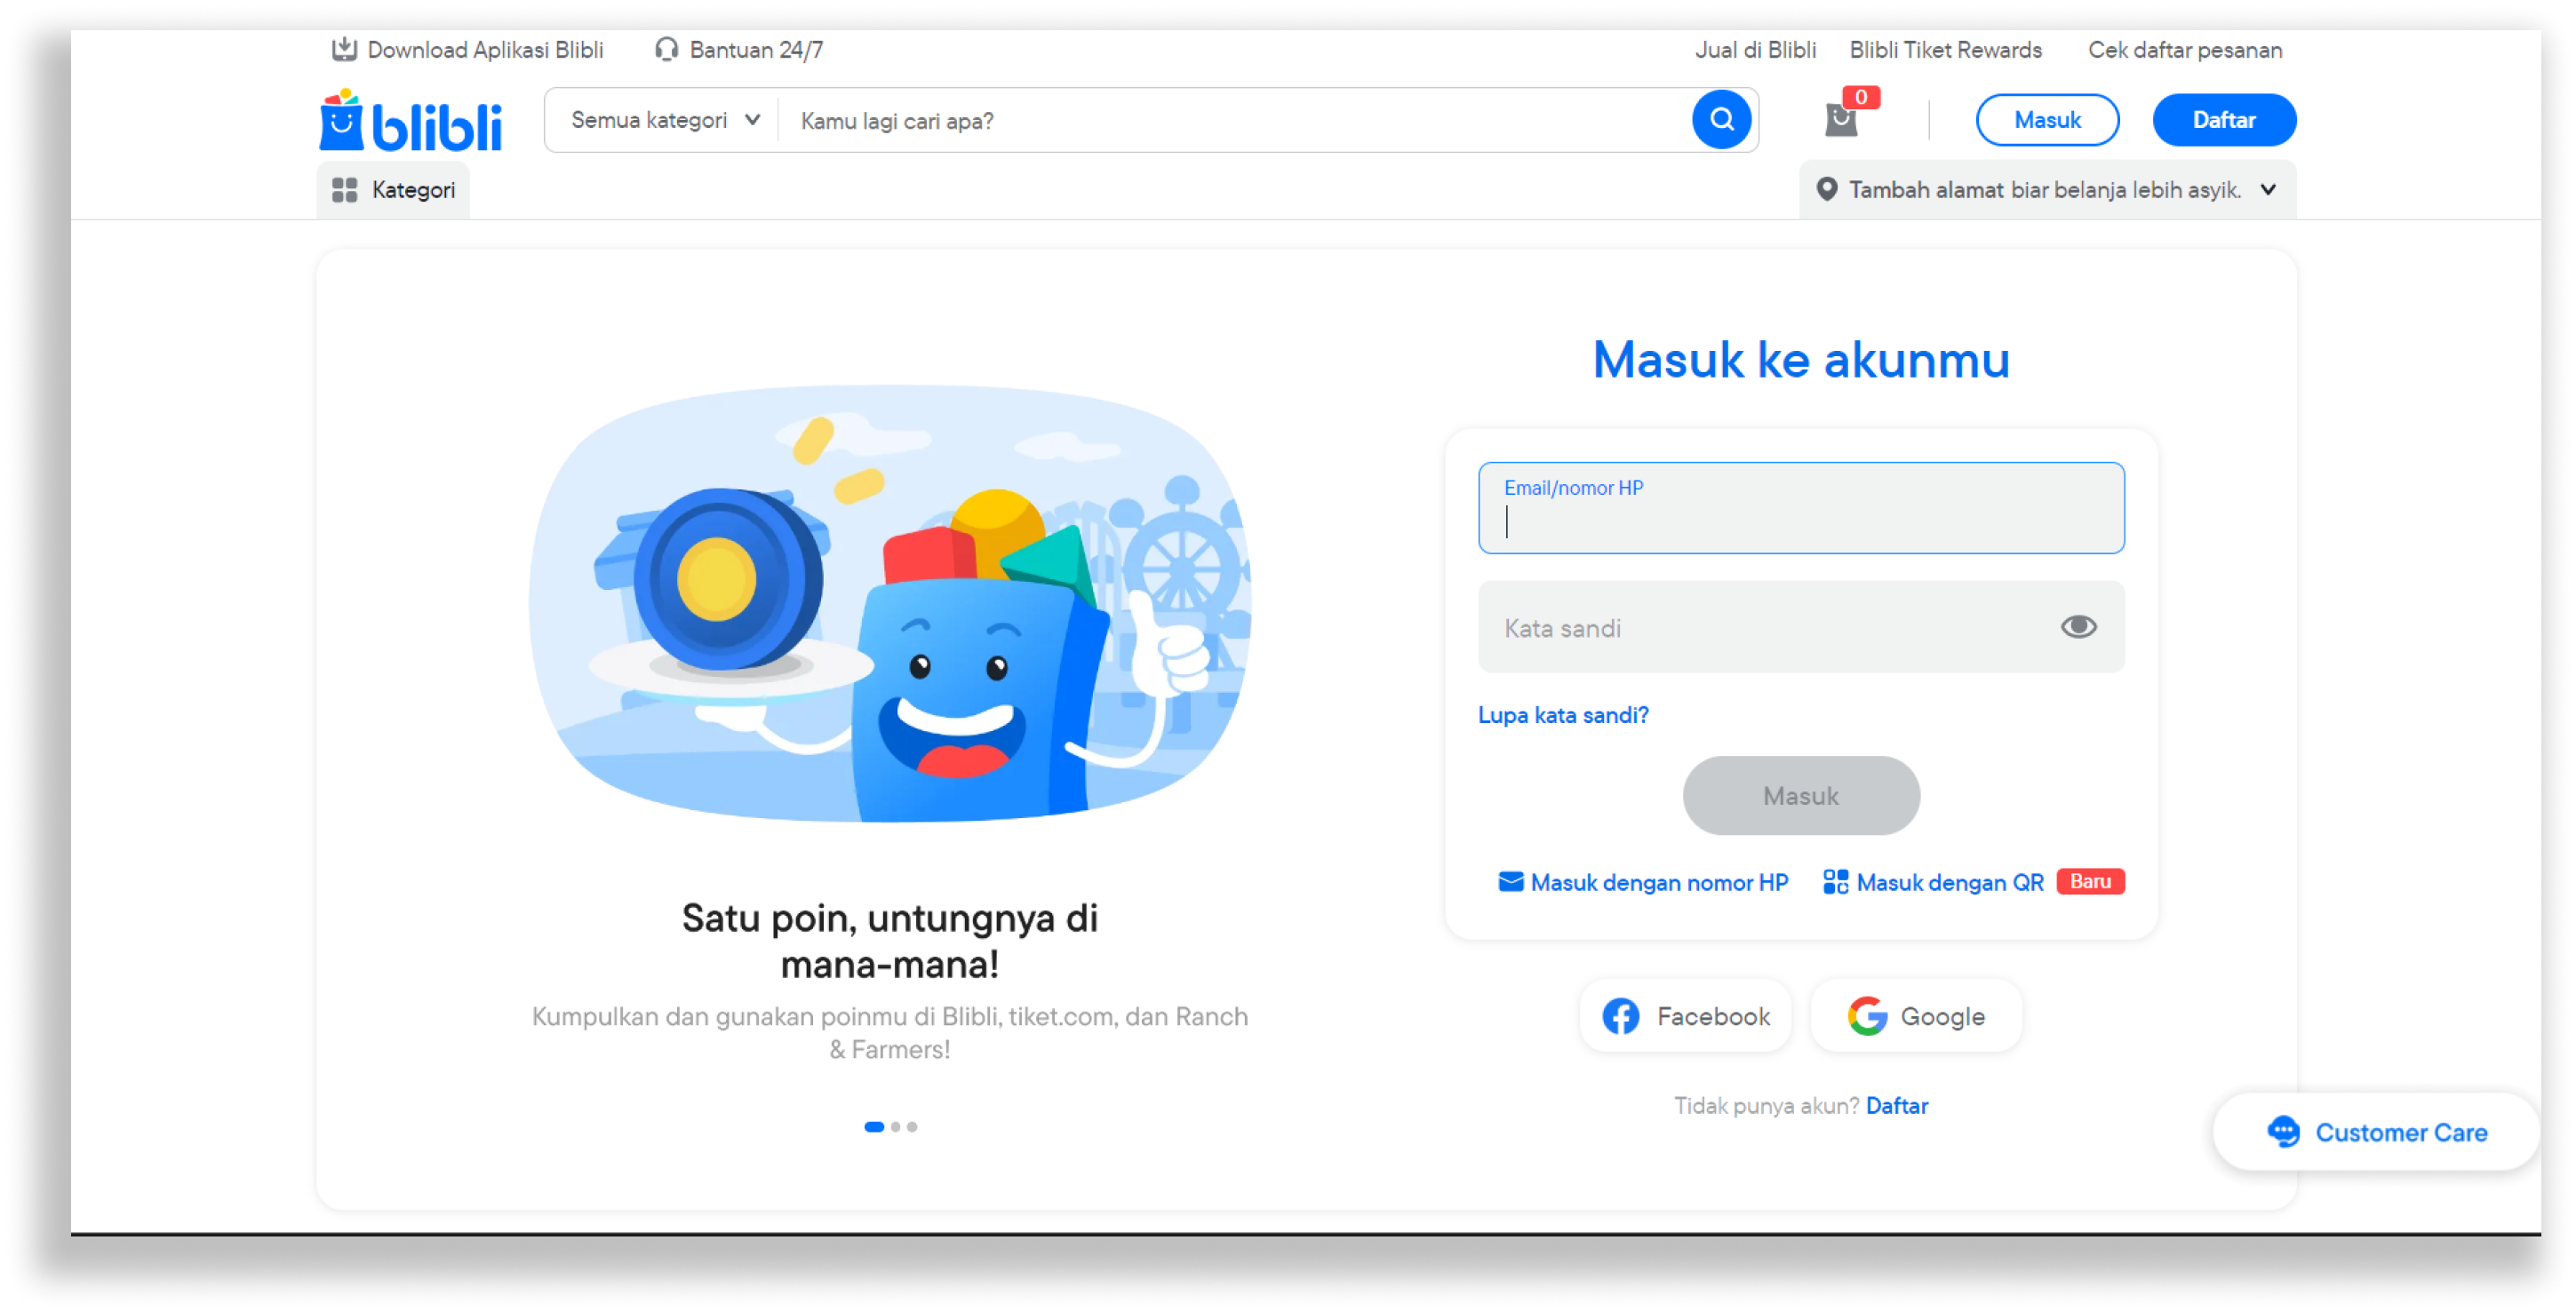 Download Aplikasi Blibli Bantuan 24/7 Jual di Blibli Blibli Tiket Rewards Cek daftar pesanan
blibli Semua kategori Kamu lagi cari apa? 0 Masuk Daftar
Kategori Tambah alamat biar belanja lebih asyik.
Masuk ke akunmu
Email/nomor HP
Kata sandi
Lupa kata sandi?
Masuk
Masuk dengan nomor HP Masuk dengan QR Baru
Satu poin, untungnya di
mana-mana!
Kumpulkan dan gunakan poinmu di Blibli, tiket.com, dan Ranch
& Farmers!
Facebook Google
Tidak punya akun? Daftar
Customer Care